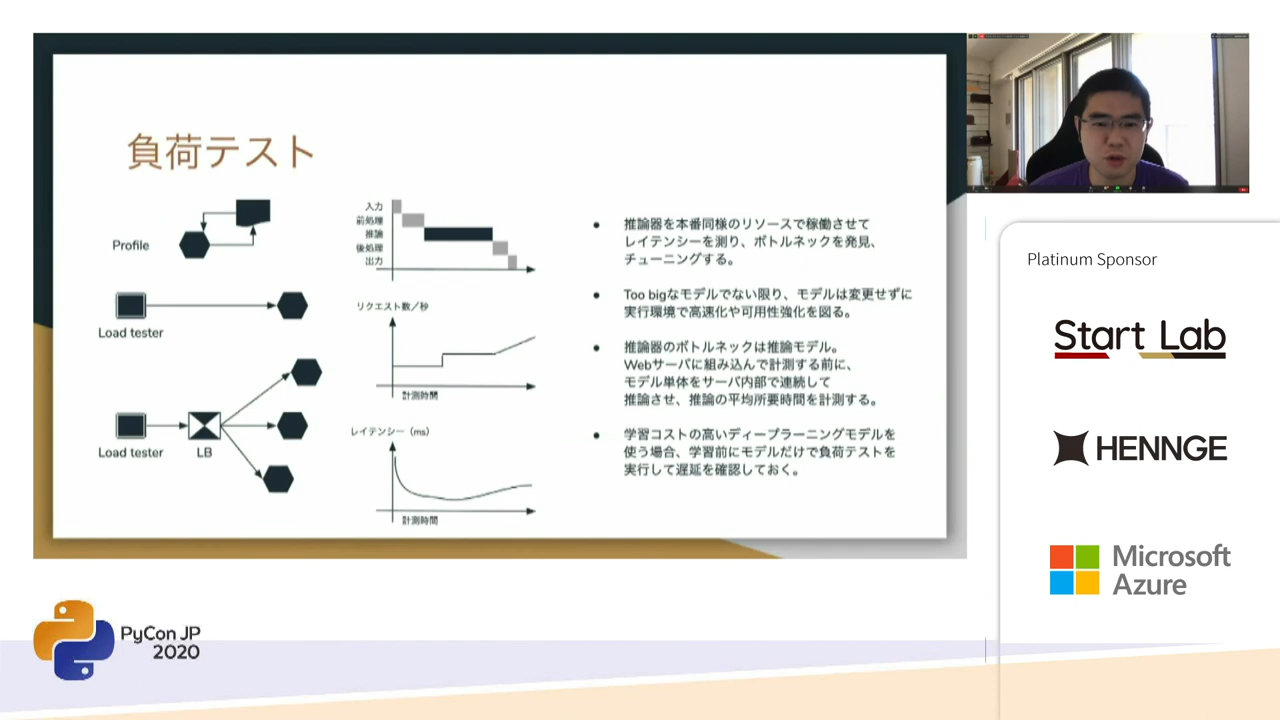 負荷テスト
Profile
Load tester
Load tester
LB
入力
前処理
推論
後処理
出力
リクエスト数／秒
計測時間
レイテンシー（ms）
計測時間
● 推論器を本番同様のリソースで稼働させて
レイテンシーを測り、ボトルネックを発見、
チューニングする。
● Too bigなモデルでない限り、モデルは変更せずに
実行環境で高速化や可用性強化を図る。
● 推論器のボトルネックは推論モデル。
Webサーバに組み込んで計測する前に、
モデル単体をサーバ内部で連続して
推論させ、推論の平均所要時間を計測する。
● 学習コストの高いディープラーニングモデルを
使う場合、学習前にモデルだけで負荷テストを
実行して遅延を確認しておく。
Platinum Sponsor
Start Lab
HENNGE
Microsoft
Azure
PyCon JP
2020